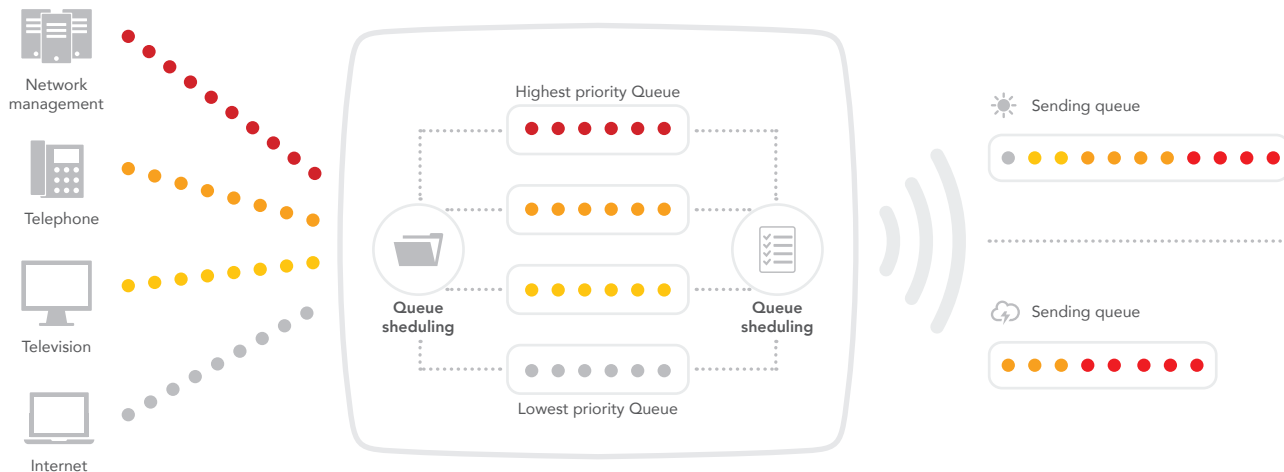 Network
management
Telephone
Television
Internet
Highest priority Queue
Queue
sheduling
Queue
sheduling
Lowest priority Queue
Sending queue
Sending queue